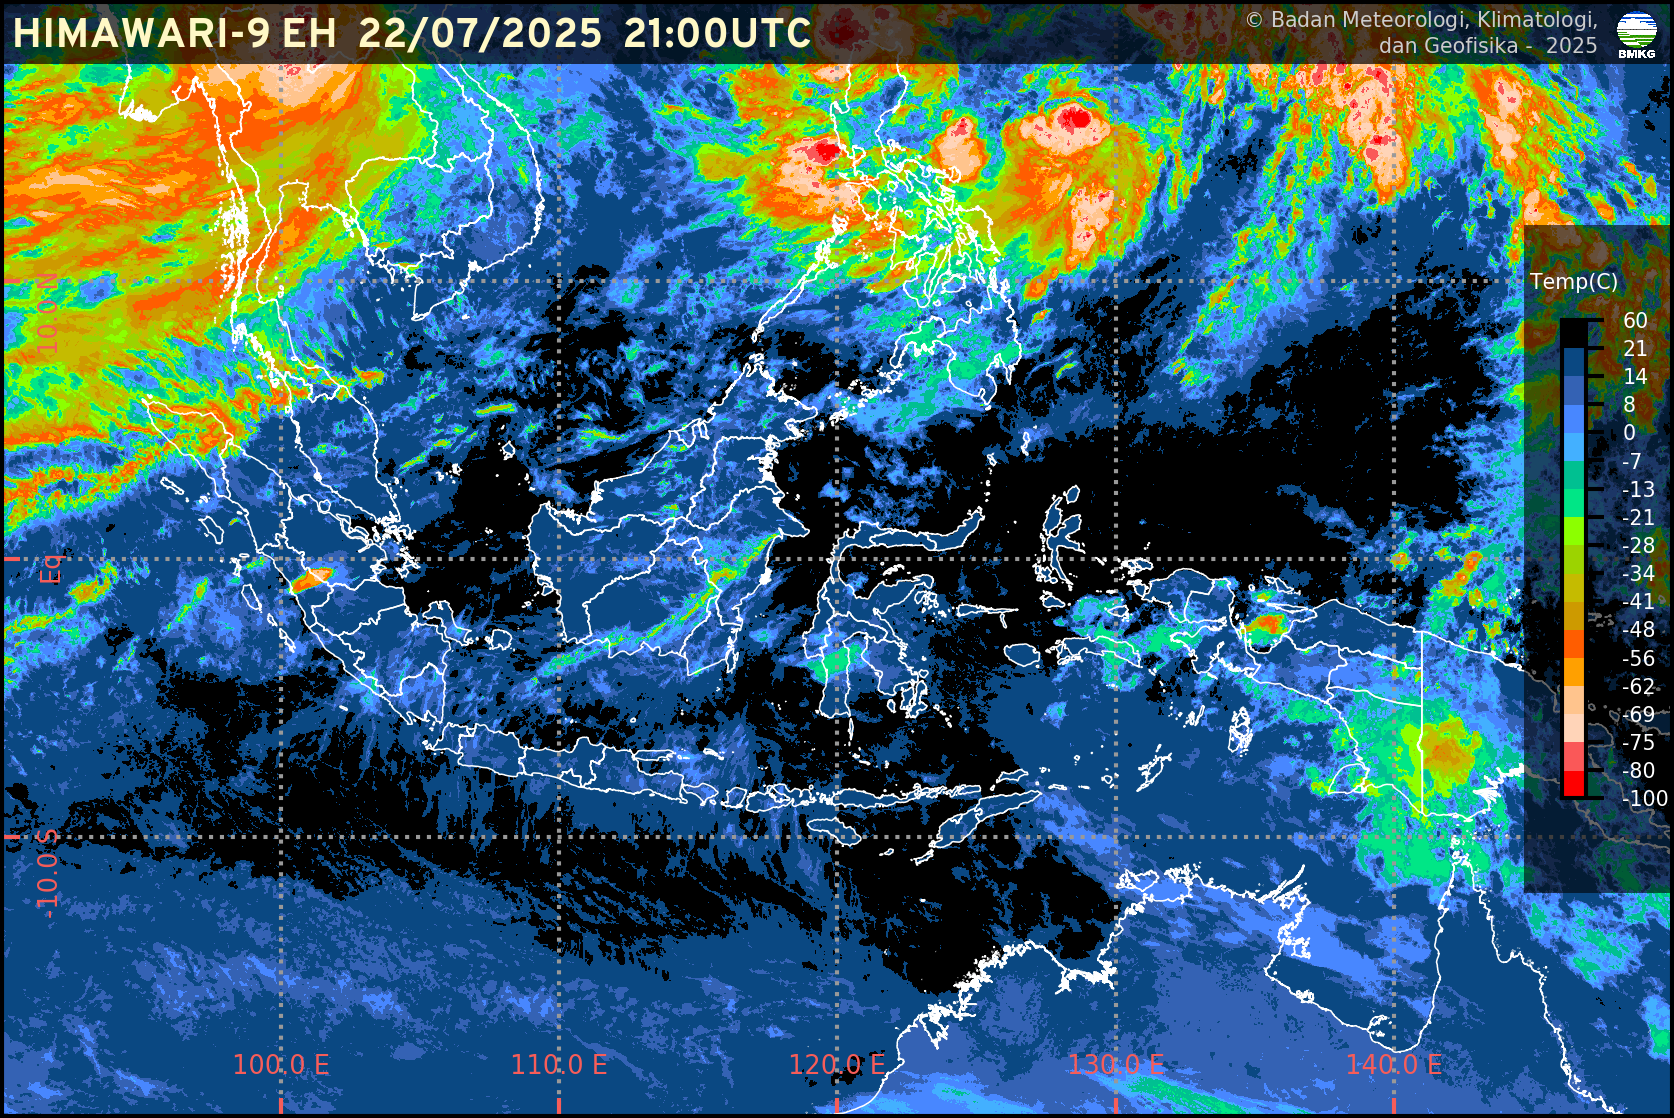 HIMAWARI-9 EH 22/07/2025 21:00UTC
© Badan Meteorologi, Klimatologi,
dan Geofisika - 2025
BMKG
Temp(C)
60
21
14
8
0
-7
-13
-21
-28
-34
-41
-48
-56
-62
-69
-75
-80
-100
10.0 N
Eq
-10.0 S
100.0 E
110.0 E
120.0 E
130.0 E
140.0 E